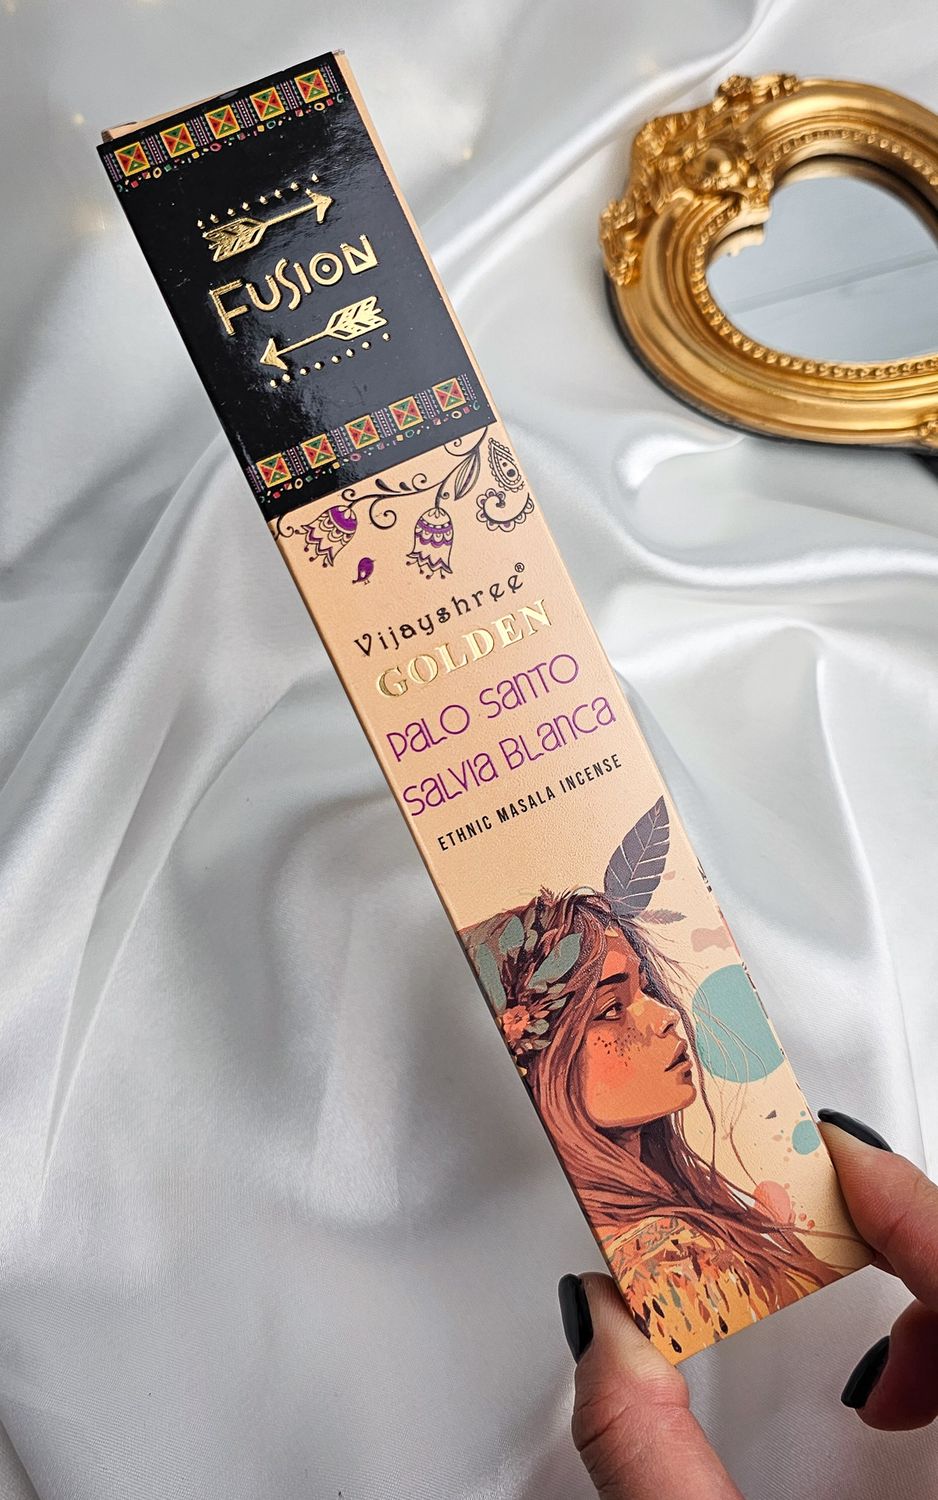 FUSION
Vijayshree®
GOLDEN
PALO SANTO
SALVIA BLANCA
ETHNIC MASALA INCENSE